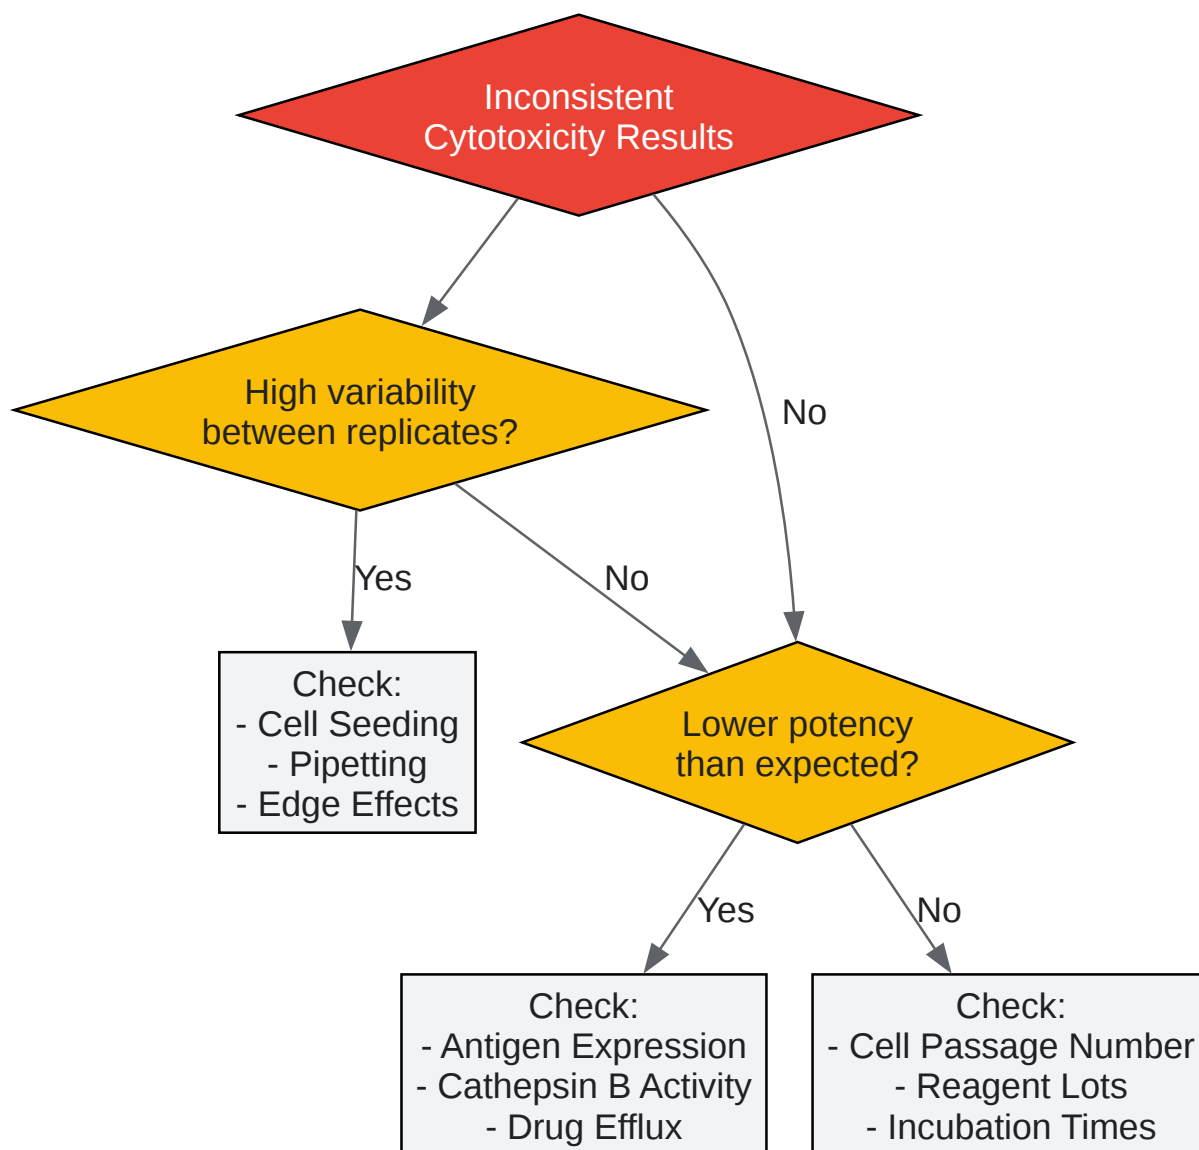 Inconsistent
Cytotoxicity Results
High variability
between replicates?
No
Yes
No
Check:
- Cell Seeding
- Pipetting
- Edge Effects
Lower potency
than expected?
Yes
No
Check:
- Antigen Expression
- Cathepsin B Activity
- Drug Efflux
Check:
- Cell Passage Number
- Reagent Lots
- Incubation Times